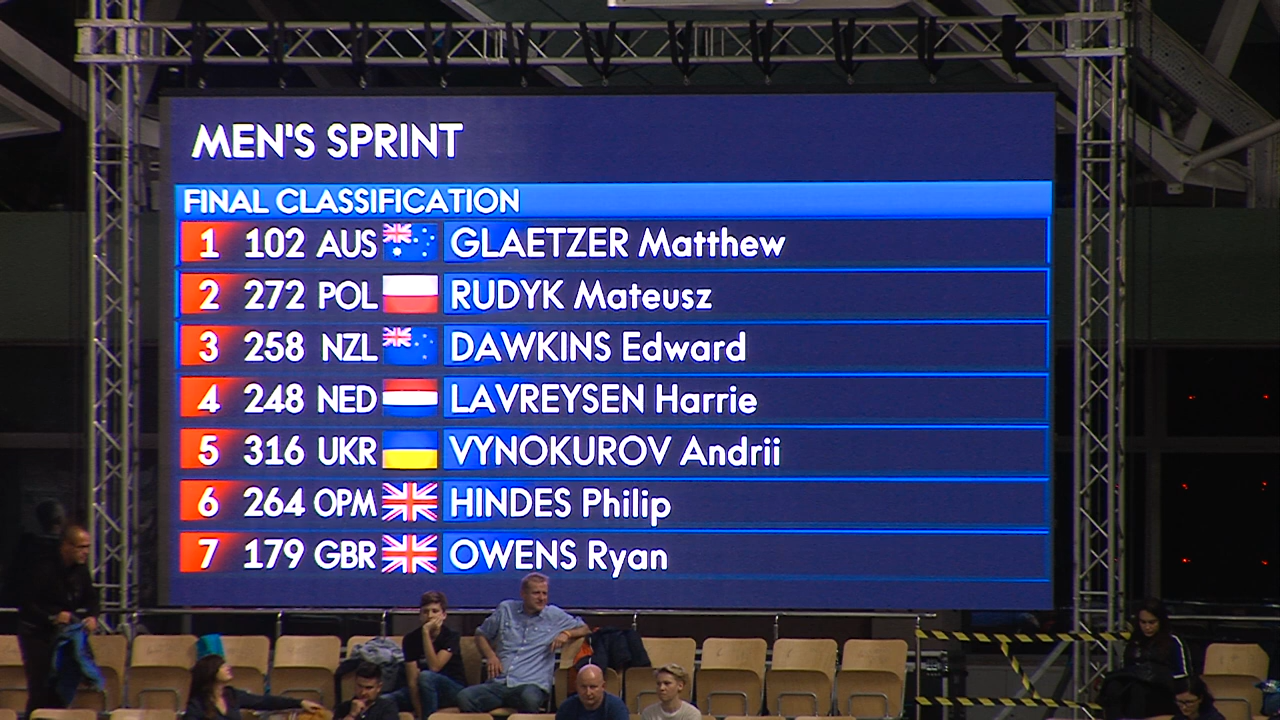 MEN'S SPRINT
FINAL CLASSIFICATION
1 102 AUS GLAETZER Matthew
2 272 POL RUDYK Mateusz
3 258 NZL DAWKINS Edward
4 248 NED LAVREYSEN Harrie
5 316 UKR VYNOKUROV Andrii
6 264 OPM HINDES Philip
7 179 GBR OWENS Ryan